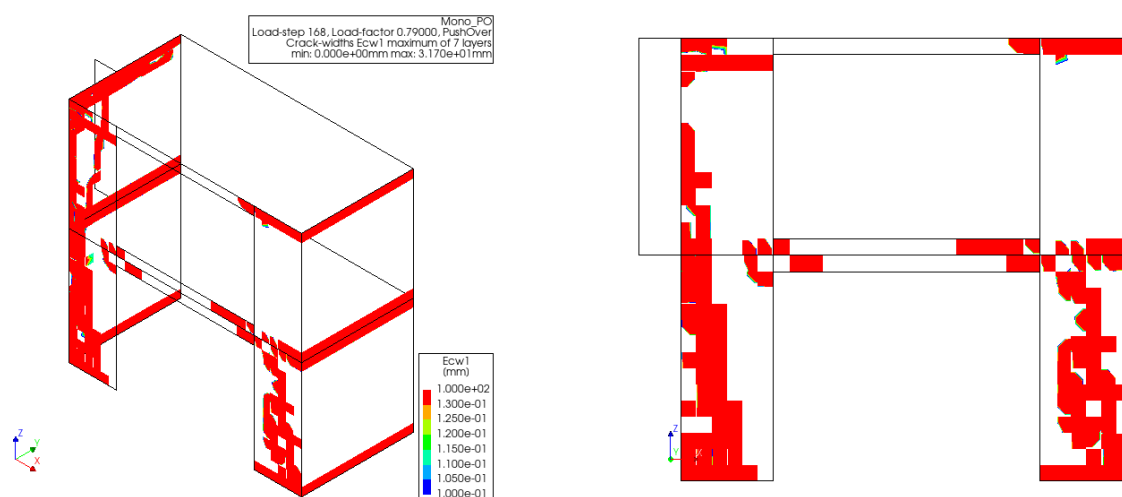 Mono_PO
Load-step 168, Load-factor 0.79000, PushOver
Crack-widths Ecw1 maximum of 7 layers
min: 0.000e+00mm max: 3.170e+01mm
Ecw1
(mm)
1.000e+02
1.300e-01
1.250e-01
1.200e-01
1.150e-01
1.100e-01
1.050e-01
1.000e-01
Z
Y
X
Z
Y